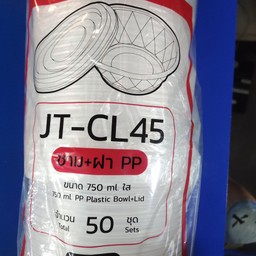 JT-CL45
ชาม+ฝา PP
ขนาด 750 ml. ใส
750 ml. PP Plastic Bowl+Lid
จำนวน 50 ชุด
Total Sets